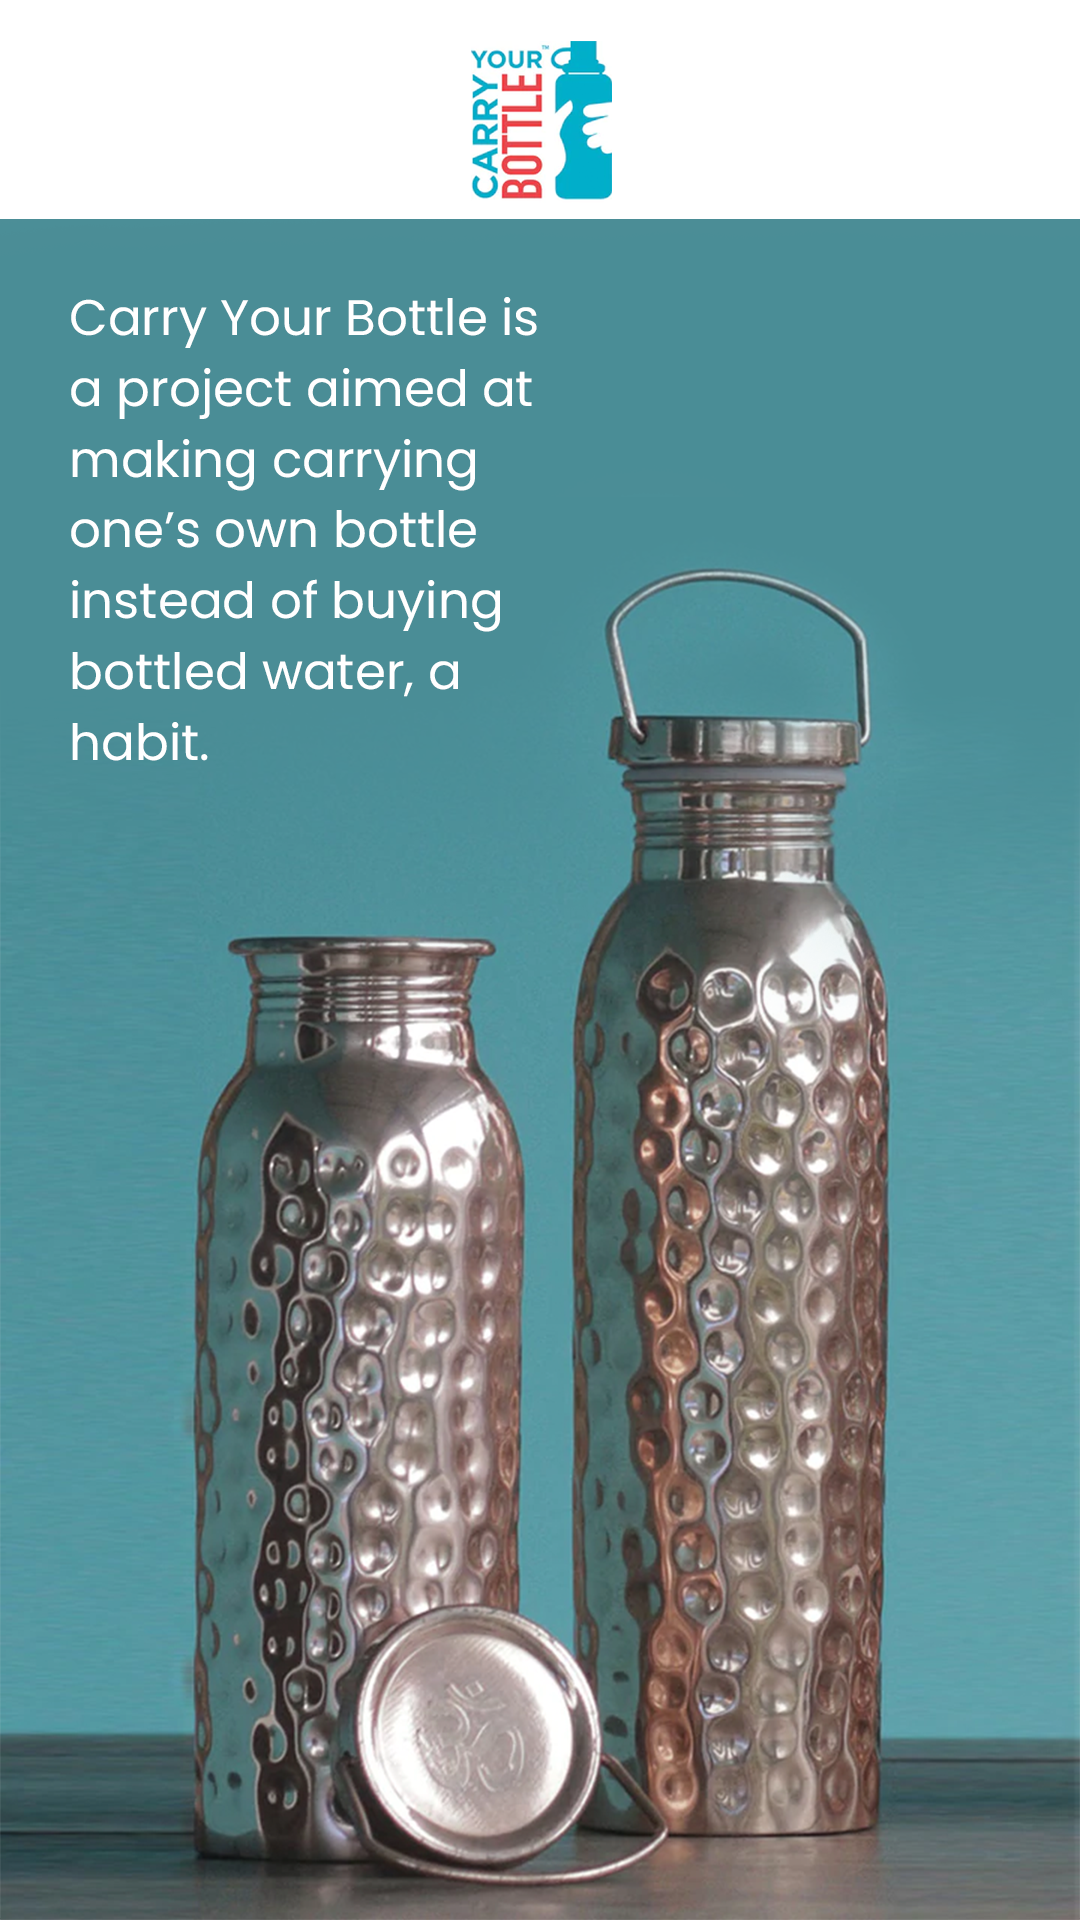 YOUR™
CARRY
BOTTLE
Carry Your Bottle is
a project aimed at
making carrying
one’s own bottle
instead of buying
bottled water, a
habit.
ॐ